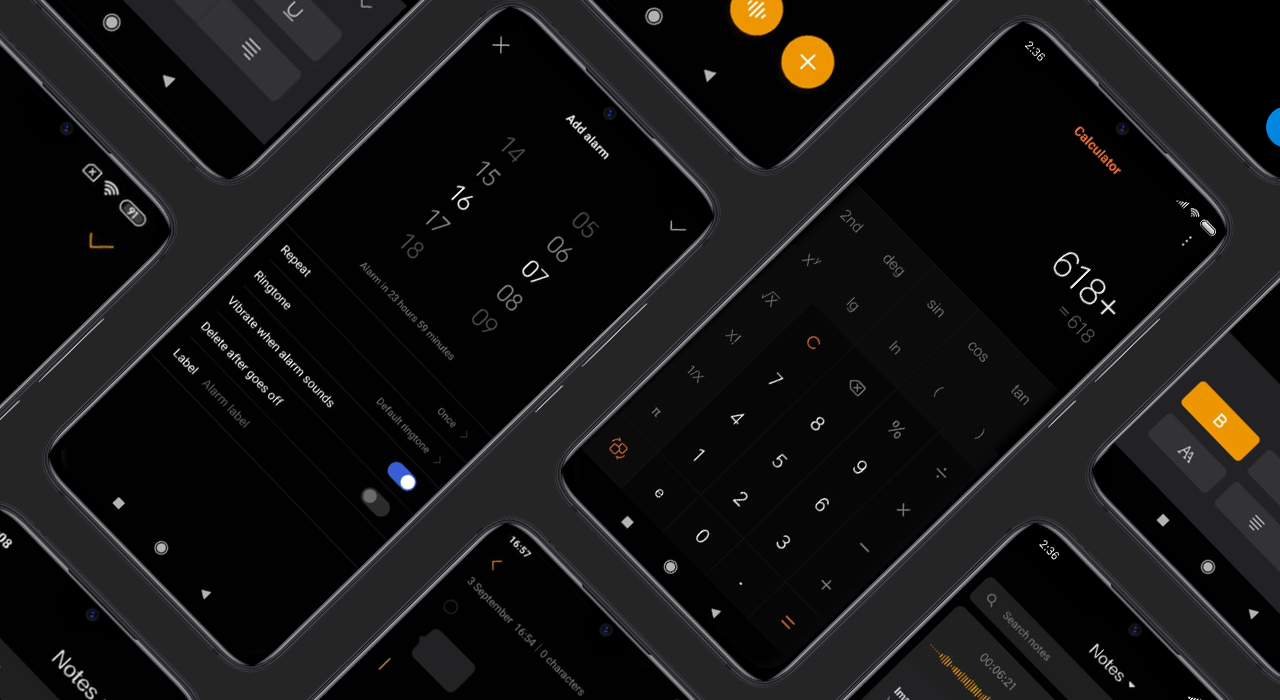 91
Add alarm
14
15
16
17
18
05
06
07
08
09
Alarm in 23 hours 59 minutes
Repeat
Once
Ringtone
Default ringtone
Vibrate when alarm sounds
Delete after goes off
Label Alarm label
2:36
Calculator
618+
=618
2nd deg sin cos tan
Xʸ lg ln ( )
√X C ⌫ % ÷
X! 7 8 9 ×
1/X 4 5 6 −
π 1 2 3 +
e 0 . =
B
AA
08
Notes
16:57
3 September 16:54 | 0 characters
2:36
Notes
Search notes
00:06:21